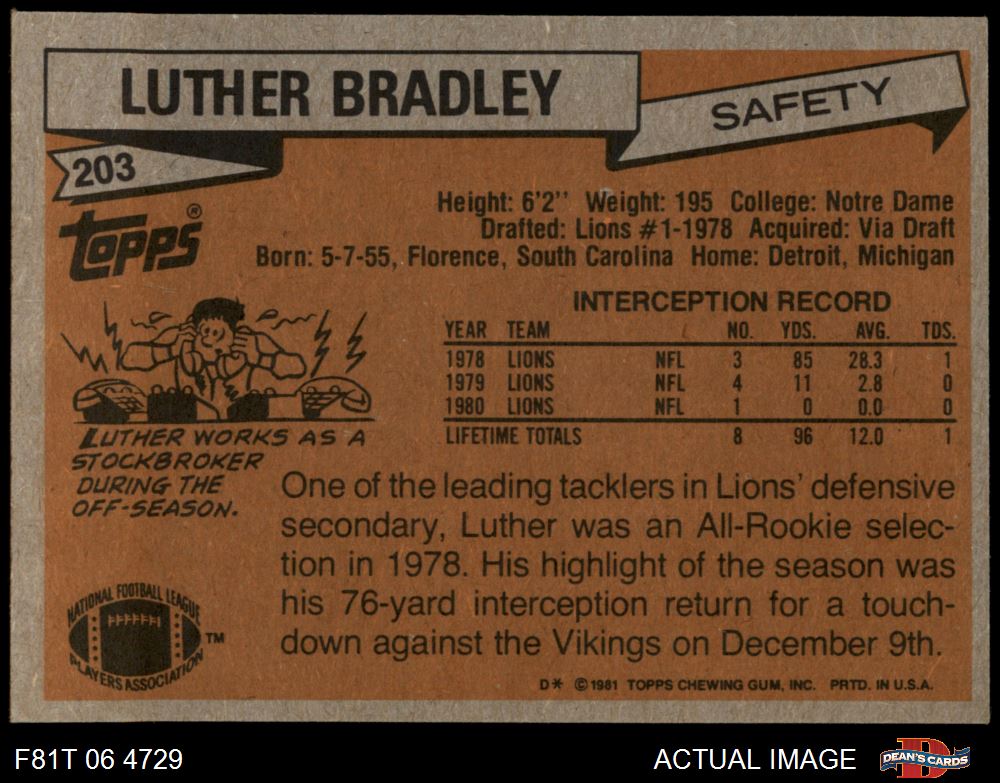 LUTHER BRADLEY
SAFETY
203
topps®
Height: 6'2" Weight: 195 College: Notre Dame
Drafted: Lions #1-1978 Acquired: Via Draft
Born: 5-7-55, Florence, South Carolina Home: Detroit, Michigan
INTERCEPTION RECORD
YEAR TEAM NO. YDS. AVG. TDS.
1978 LIONS NFL 3 85 28.3 1
1979 LIONS NFL 4 11 2.8 0
1980 LIONS NFL 1 0 0.0 0
LIFETIME TOTALS 8 96 12.0 1
LUTHER WORKS AS A
STOCKBROKER
DURING THE
OFF-SEASON.
One of the leading tacklers in Lions' defensive
secondary, Luther was an All-Rookie selec-
tion in 1978. His highlight of the season was
his 76-yard interception return for a touch-
down against the Vikings on December 9th.
NATIONAL FOOTBALL LEAGUE
PLAYERS ASSOCIATION
TM
D* © 1981 TOPPS CHEWING GUM, INC. PRTD. IN U.S.A.
F81T 06 4729
ACTUAL IMAGE
D
DEAN'S CARDS